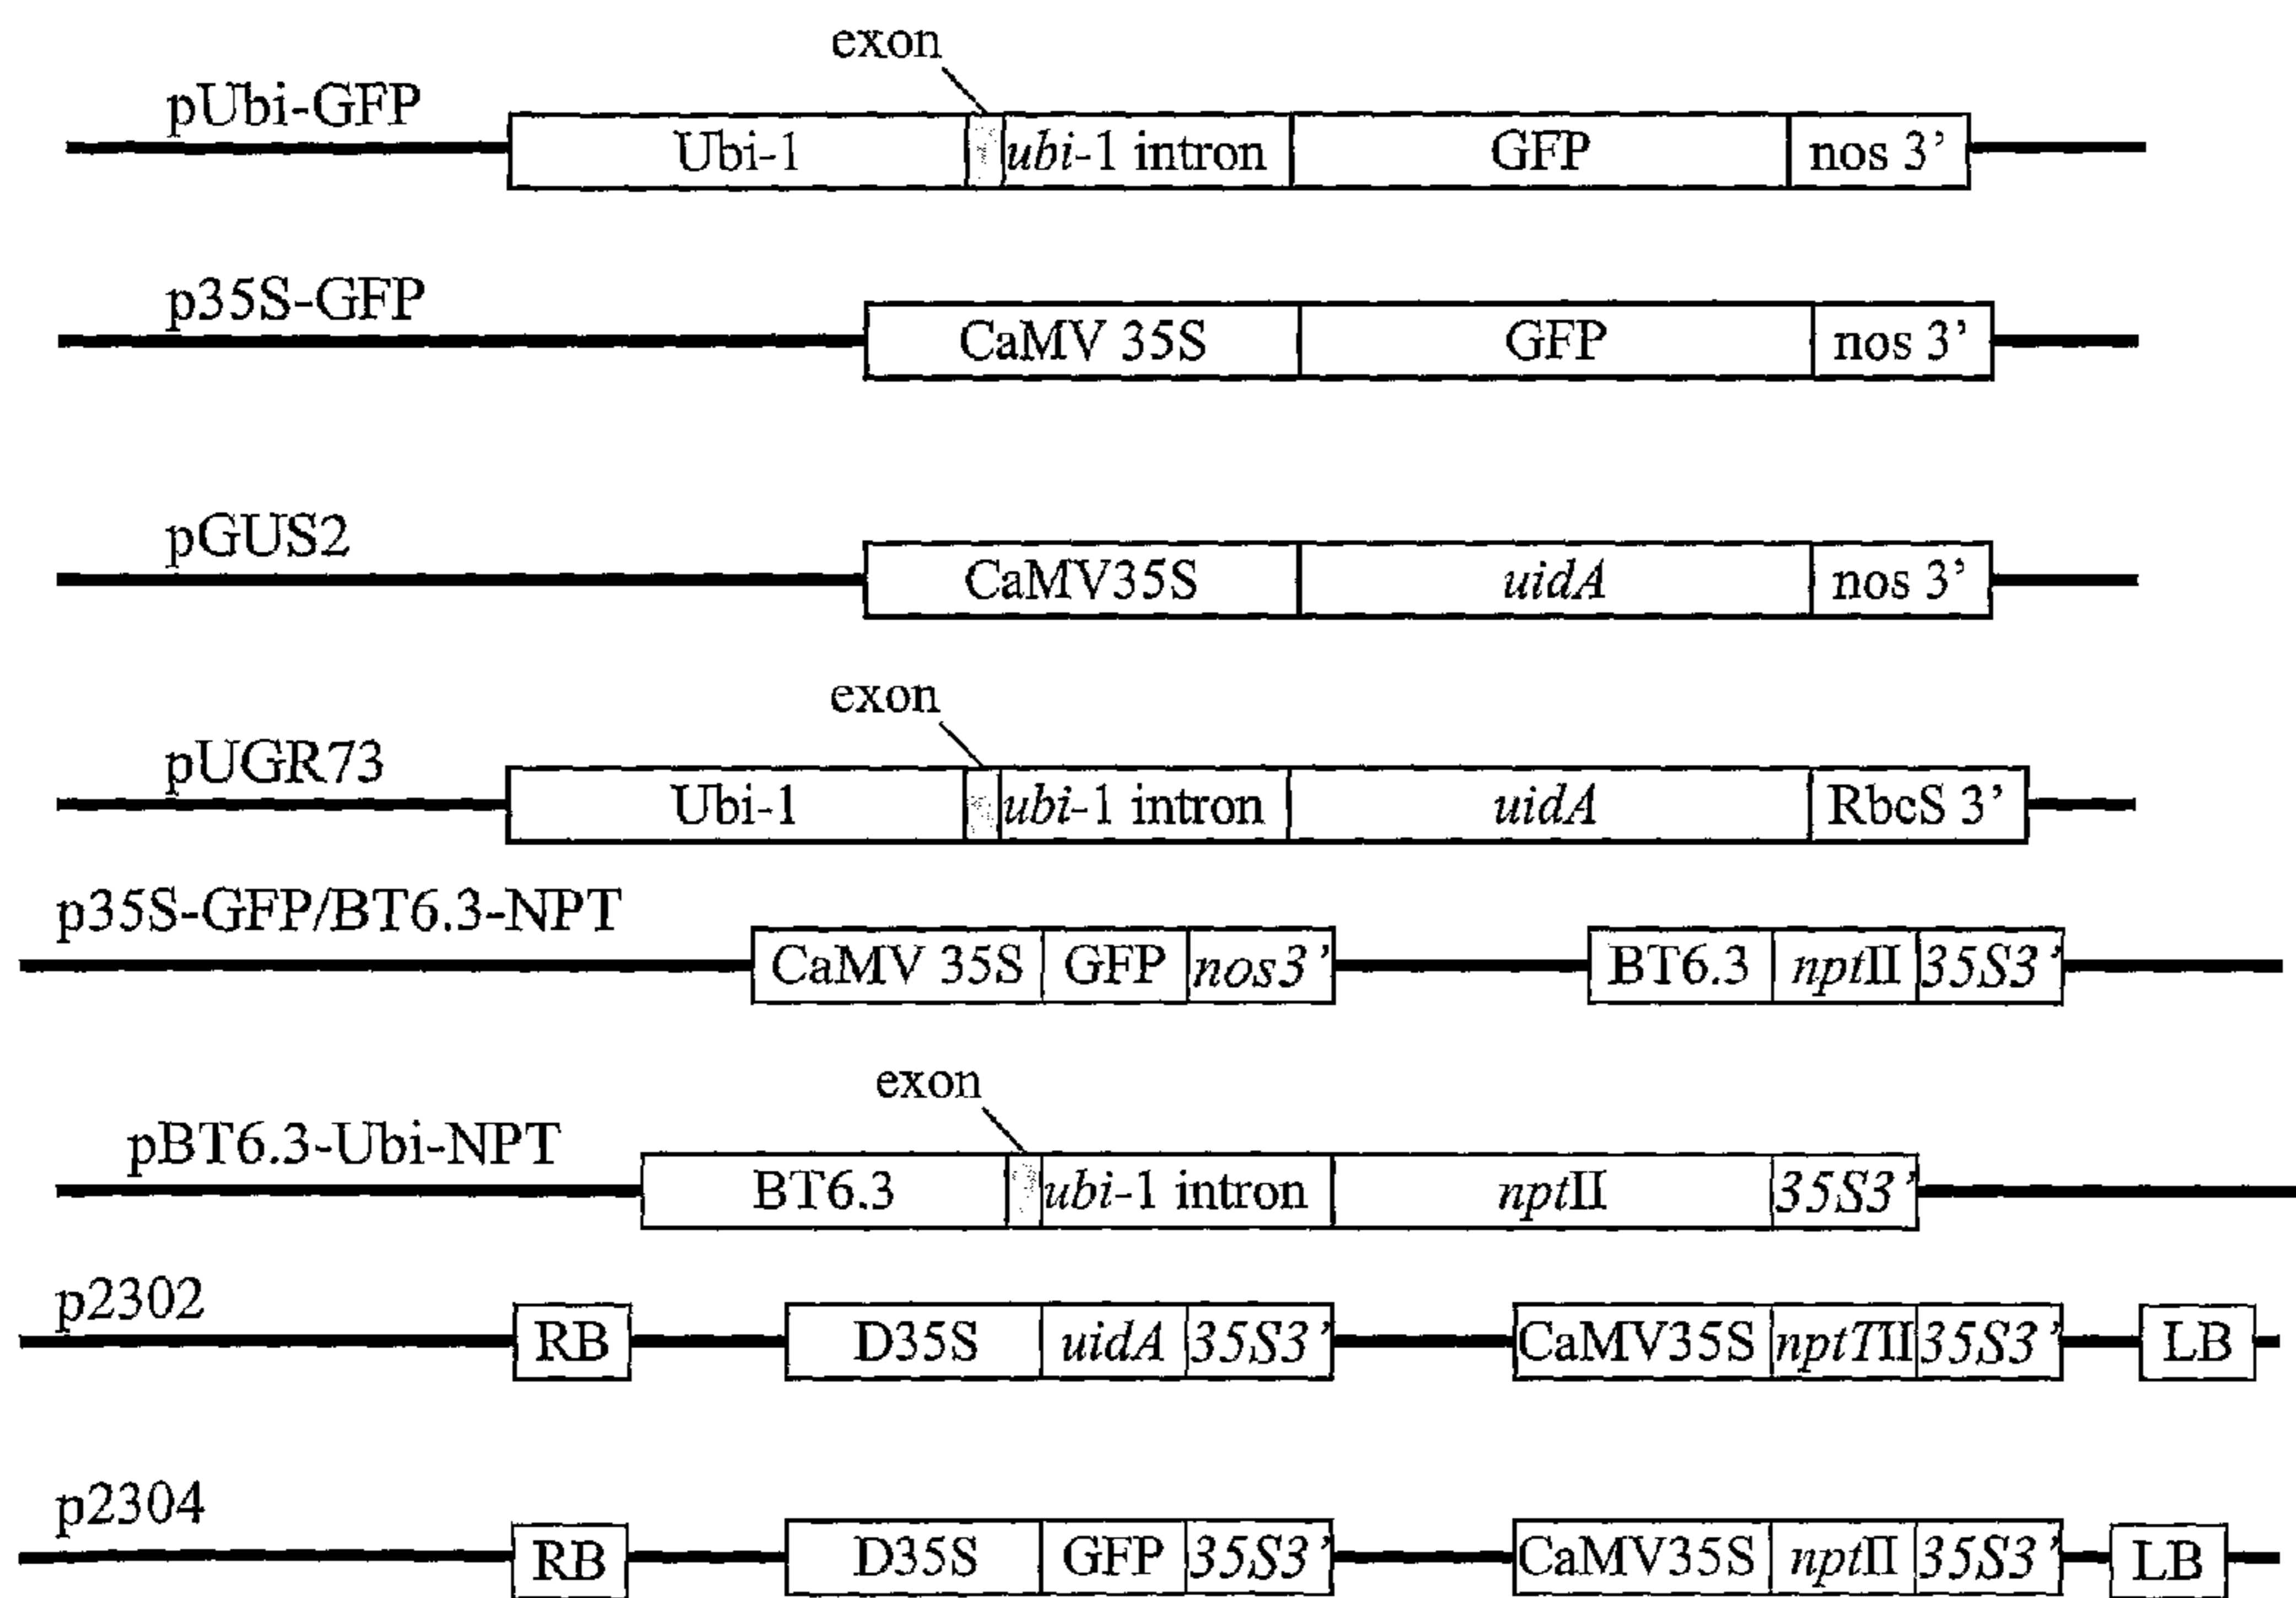 exon
pUbi-GFP
Ubi-1 ubi-1 intron GFP nos 3’
p35S-GFP
CaMV 35S GFP nos 3’
pGUS2
CaMV35S uidA nos 3’
exon
pUGR73
Ubi-1 ubi-1 intron uidA RbcS 3’
p35S-GFP/BT6.3-NPT
CaMV 35S GFP nos3’ BT6.3 nptII 35S3’
exon
pBT6.3-Ubi-NPT
BT6.3 ubi-1 intron nptII 35S3’
p2302
RB D35S uidA 35S3’ CaMV35S nptTII 35S3’ LB
p2304
RB D35S GFP 35S3’ CaMV35S nptII 35S3’ LB